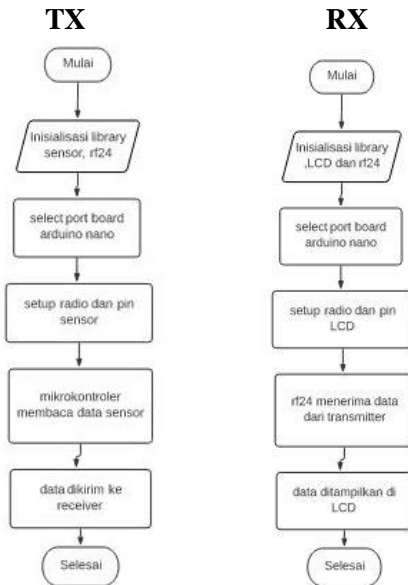 TX
Mulai
Inisialisasi library
sensor, rf24
select port board
arduino nano
setup radio dan pin
sensor
mikrokontroler
membaca data sensor
data dikirim ke
receiver
Selesai
RX
Mulai
Inisialisasi library
,LCD dan rf24
select port board
arduino nano
setup radio dan pin
LCD
rf24 menerima data
dari transmitter
data ditampilkan di
LCD
Selesai